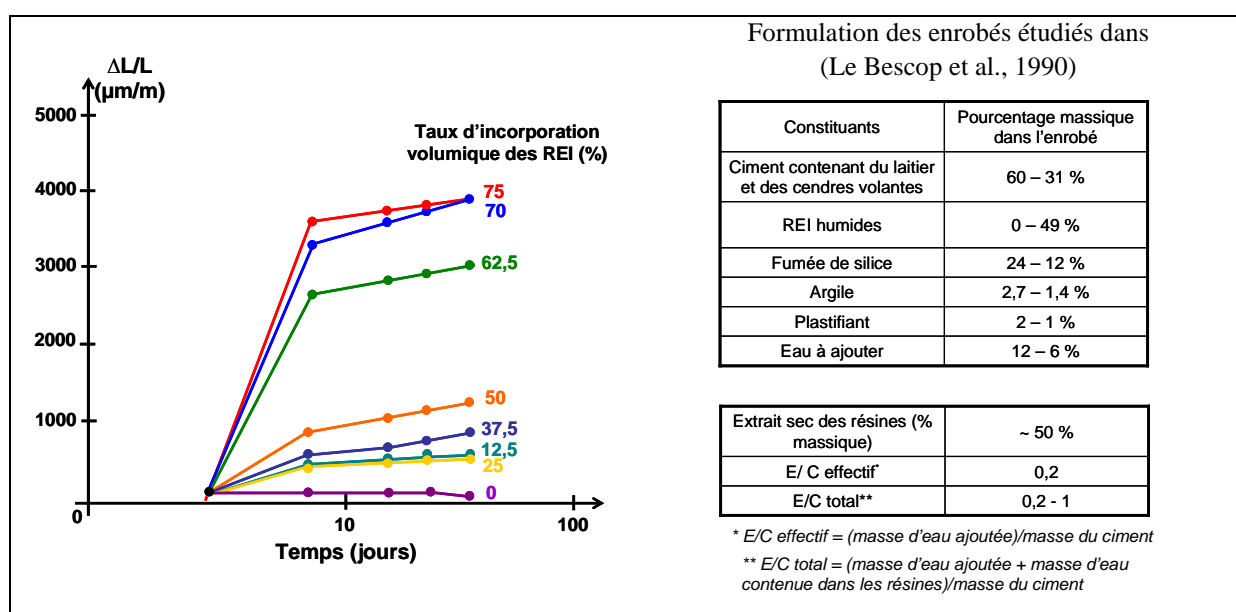 ΔL/L
(µm/m)
5000
4000
3000
2000
1000
0
10
100
Temps (jours)
Taux d'incorporation
volumique des REI (%)
75
70
62,5
50
37,5
12,5
25
0
Formulation des enrobés étudiés dans
(Le Bescop et al., 1990)
Constituants
Pourcentage massique
dans l'enrobé
Ciment contenant du laitier
et des cendres volantes
60 – 31 %
REI humides
0 – 49 %
Fumée de silice
24 – 12 %
Argile
2,7 – 1,4 %
Plastifiant
2 – 1 %
Eau à ajouter
12 – 6 %
Extrait sec des résines (%
massique)
~ 50 %
E/ C effectif*
0,2
E/C total**
0,2 - 1
* E/C effectif = (masse d'eau ajoutée)/masse du ciment
** E/C total = (masse d'eau ajoutée + masse d'eau
contenue dans les résines)/masse du ciment